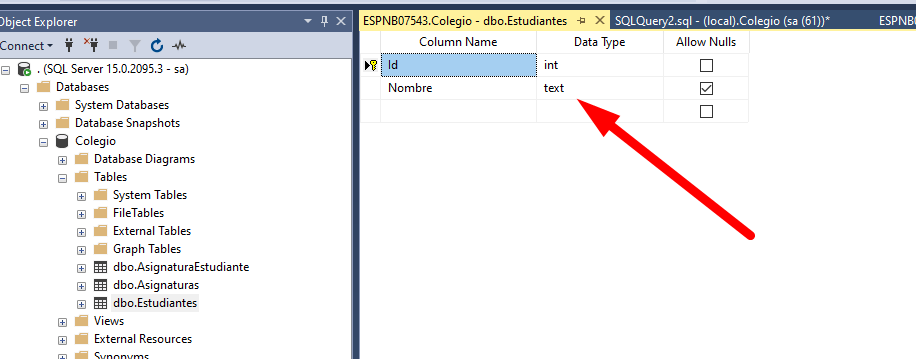 Object Explorer
Connect
. (SQL Server 15.0.2095.3 - sa)
Databases
System Databases
Database Snapshots
Colegio
Database Diagrams
Tables
System Tables
FileTables
External Tables
Graph Tables
dbo.AsignaturaEstudiante
dbo.Asignaturas
dbo.Estudiantes
Views
External Resources
Synonyms
ESPNB07543.Colegio - dbo.Estudiantes
SQLQuery2.sql - (local).Colegio (sa (61))*
ESPNB0
Column Name Data Type Allow Nulls
Id int
Nombre text